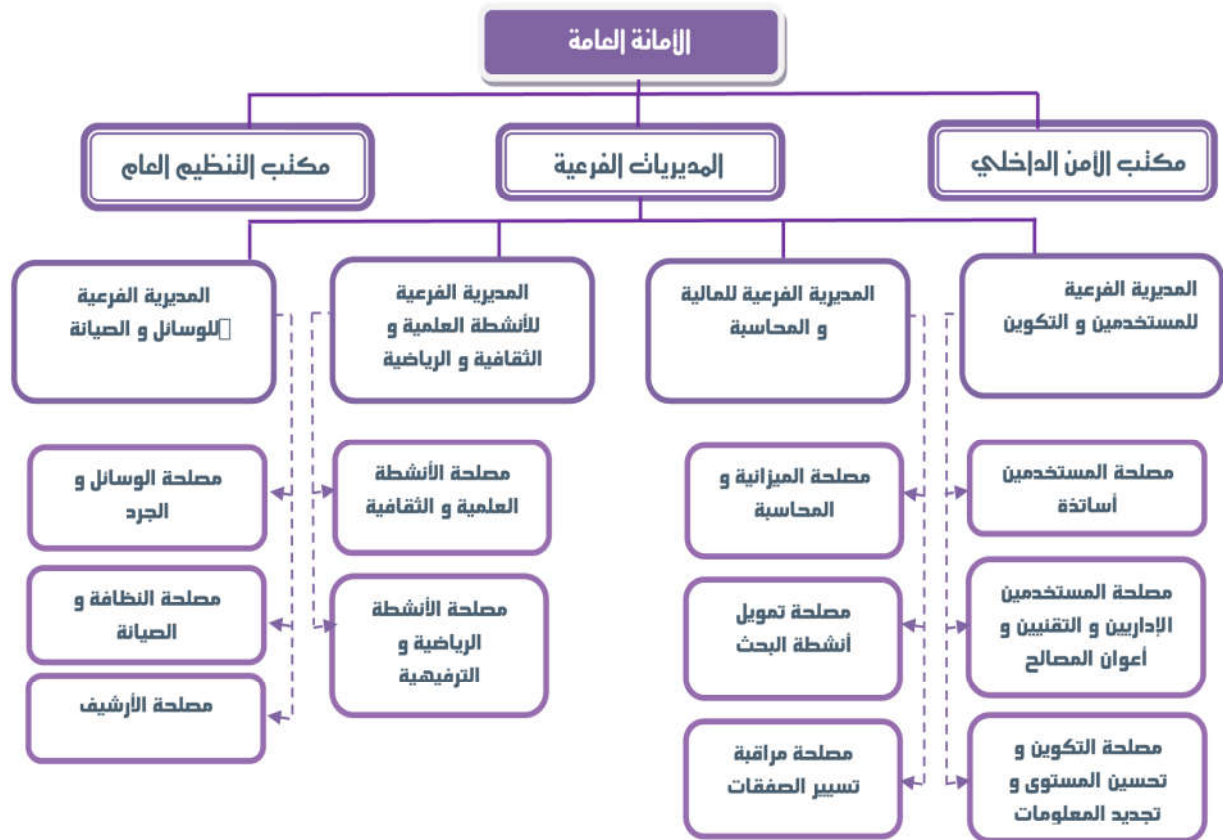 الأمانة العامة
مكتب الأمن الداخلي
المديريات الفرعية
مكتب التنظيم العام
المديرية الفرعية
للمستخدمين و التكوين
المديرية الفرعية للمالية
و المحاسبة
المديرية الفرعية
للأنشطة العلمية و
الثقافية و الرياضية
المديرية الفرعية
للوسائل و الصيانة
مصلحة المستخدمين
أساتذة
مصلحة المستخدمين
الإداريين و التقنيين و
أعوان المصالح
مصلحة التكوين و
تحسين المستوى و
تجديد المعلومات
مصلحة الميزانية و
المحاسبة
مصلحة تمويل
أنشطة البحث
مصلحة مراقبة
تسيير الصفقات
مصلحة الأنشطة
العلمية و الثقافية
مصلحة الأنشطة
الرياضية و
الترفيهية
مصلحة الوسائل و
الجرد
مصلحة النظافة و
الصيانة
مصلحة الأرشيف